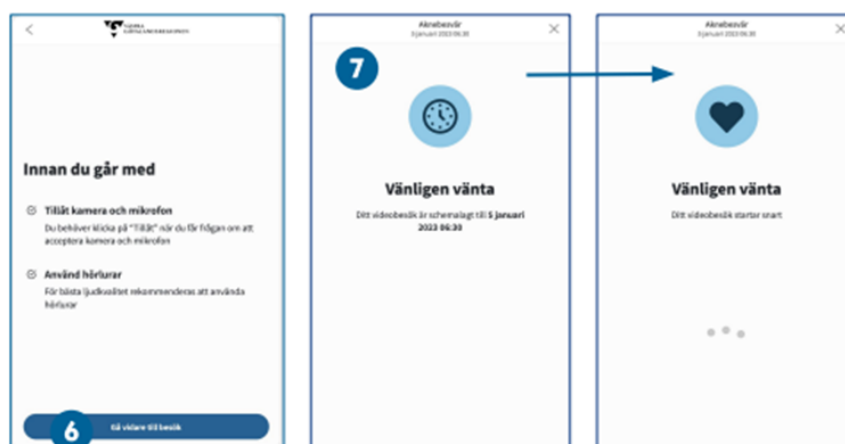 VÄSTRA
GÖTALANDSREGIONEN
Innan du går med
Tillåt kamera och mikrofon
Du behöver klicka på "Tillåt" när du får frågan om att
acceptera kamera och mikrofon
Använd hörlurar
För bästa ljudkvalitet rekommenderas att använda
hörlurar
6
Gå vidare till besök
Aknebesvär
5 januari 2023 06:30
7
Vänligen vänta
Ditt videobesök är schemalagt till 5 januari
2023 06:30
Aknebesvär
5 januari 2023 06:30
Vänligen vänta
Ditt videobesök startar snart